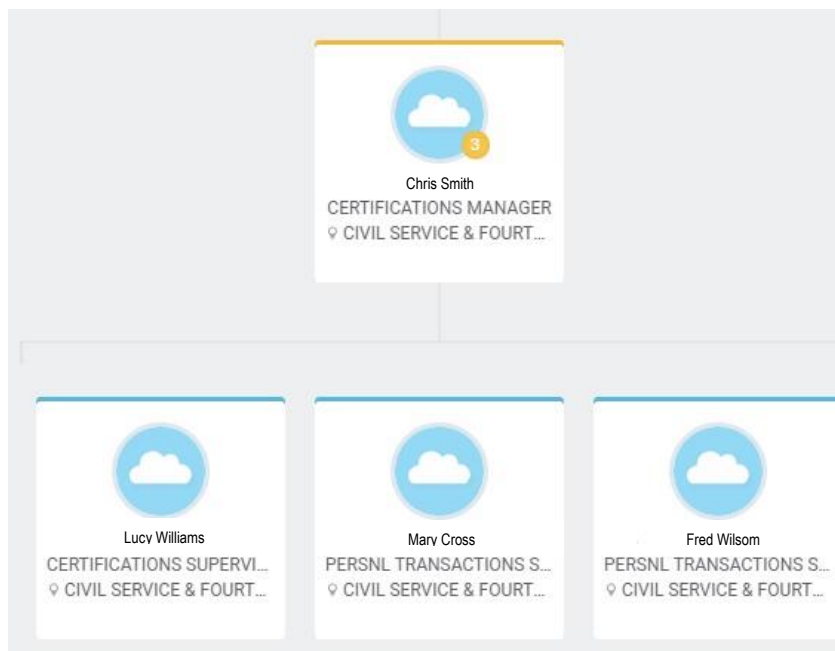 3
Chris Smith
CERTIFICATIONS MANAGER
CIVIL SERVICE & FOURT...
Lucy Williams
CERTIFICATIONS SUPERVI...
CIVIL SERVICE & FOURT...
Mary Cross
PERSNL TRANSACTIONS S...
CIVIL SERVICE & FOURT...
Fred Wilsom
PERSNL TRANSACTIONS S...
CIVIL SERVICE & FOURT...